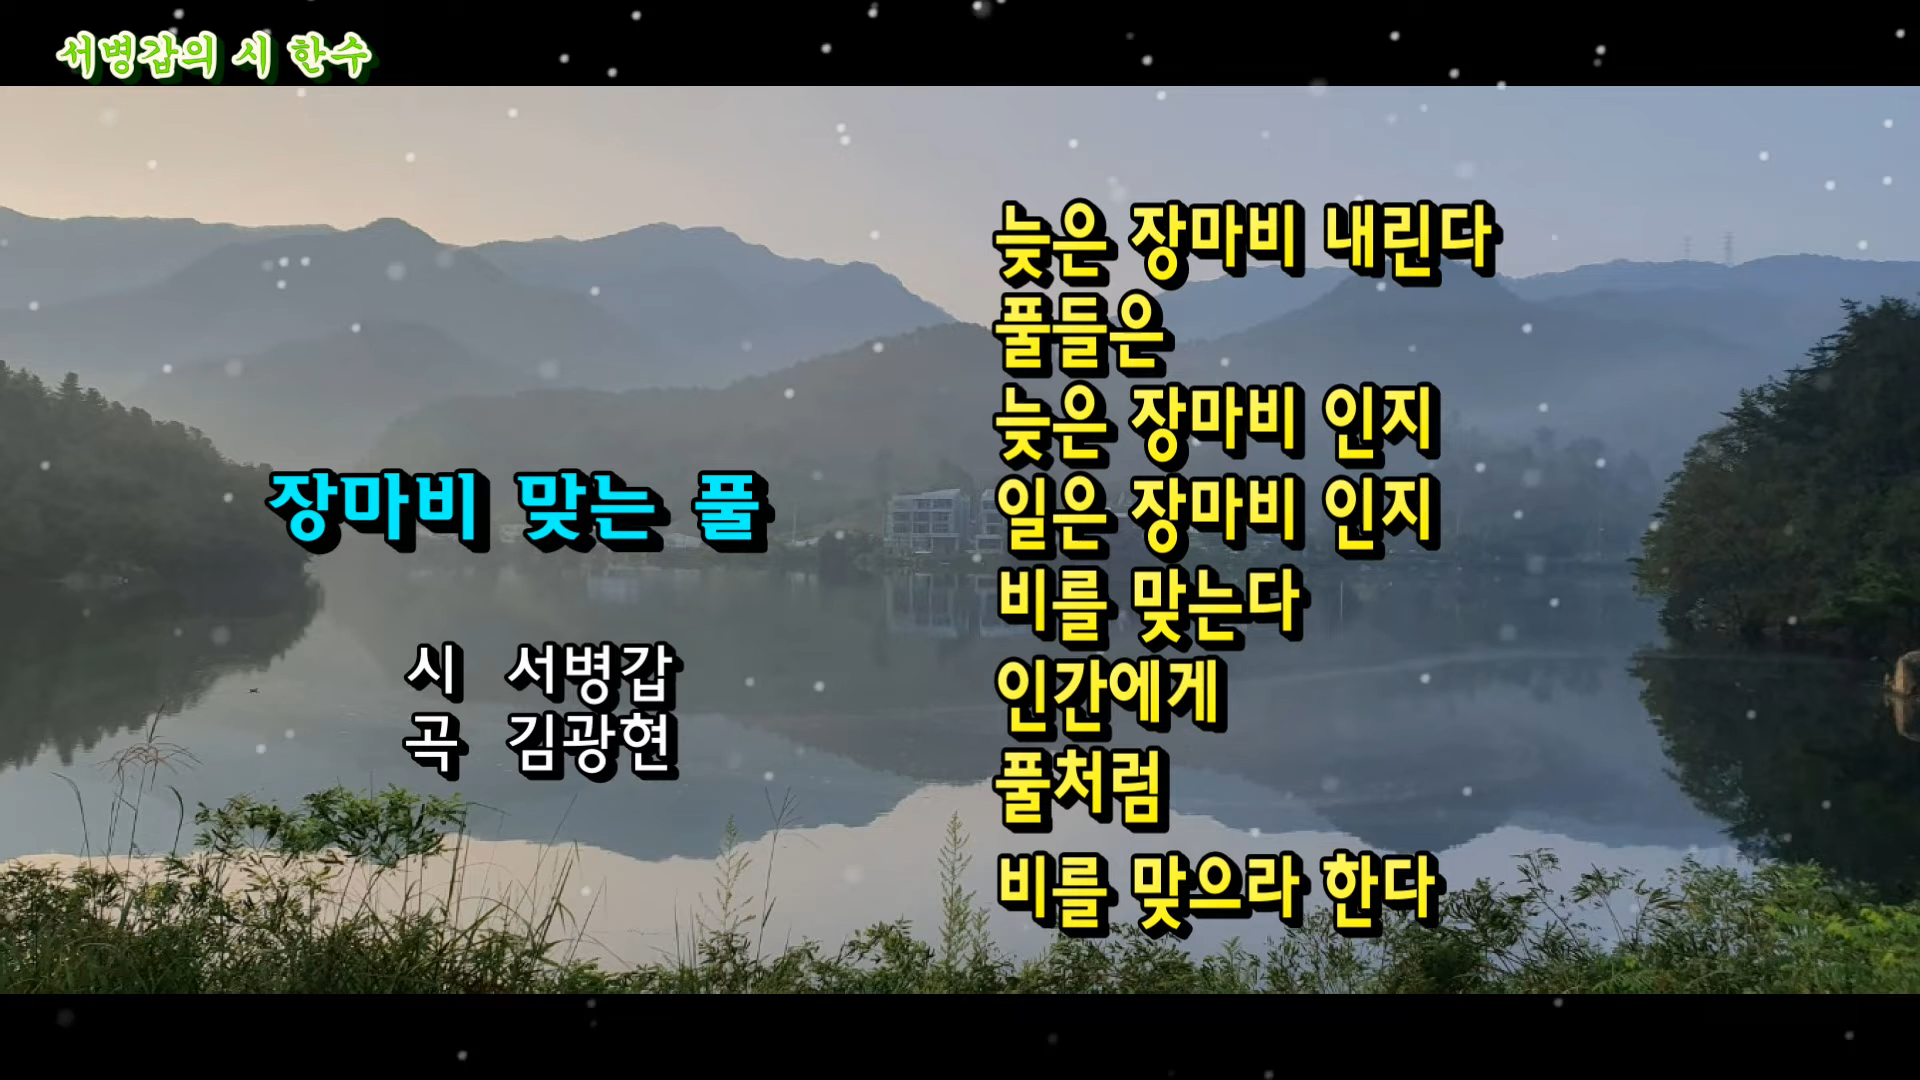 서병갑의 시 한수
장마비 맞는 풀
시 서병갑
곡 김광현
늦은 장마비 내린다
풀들은
늦은 장마비 인지
일은 장마비 인지
비를 맞는다
인간에게
풀처럼
비를 맞으라 한다